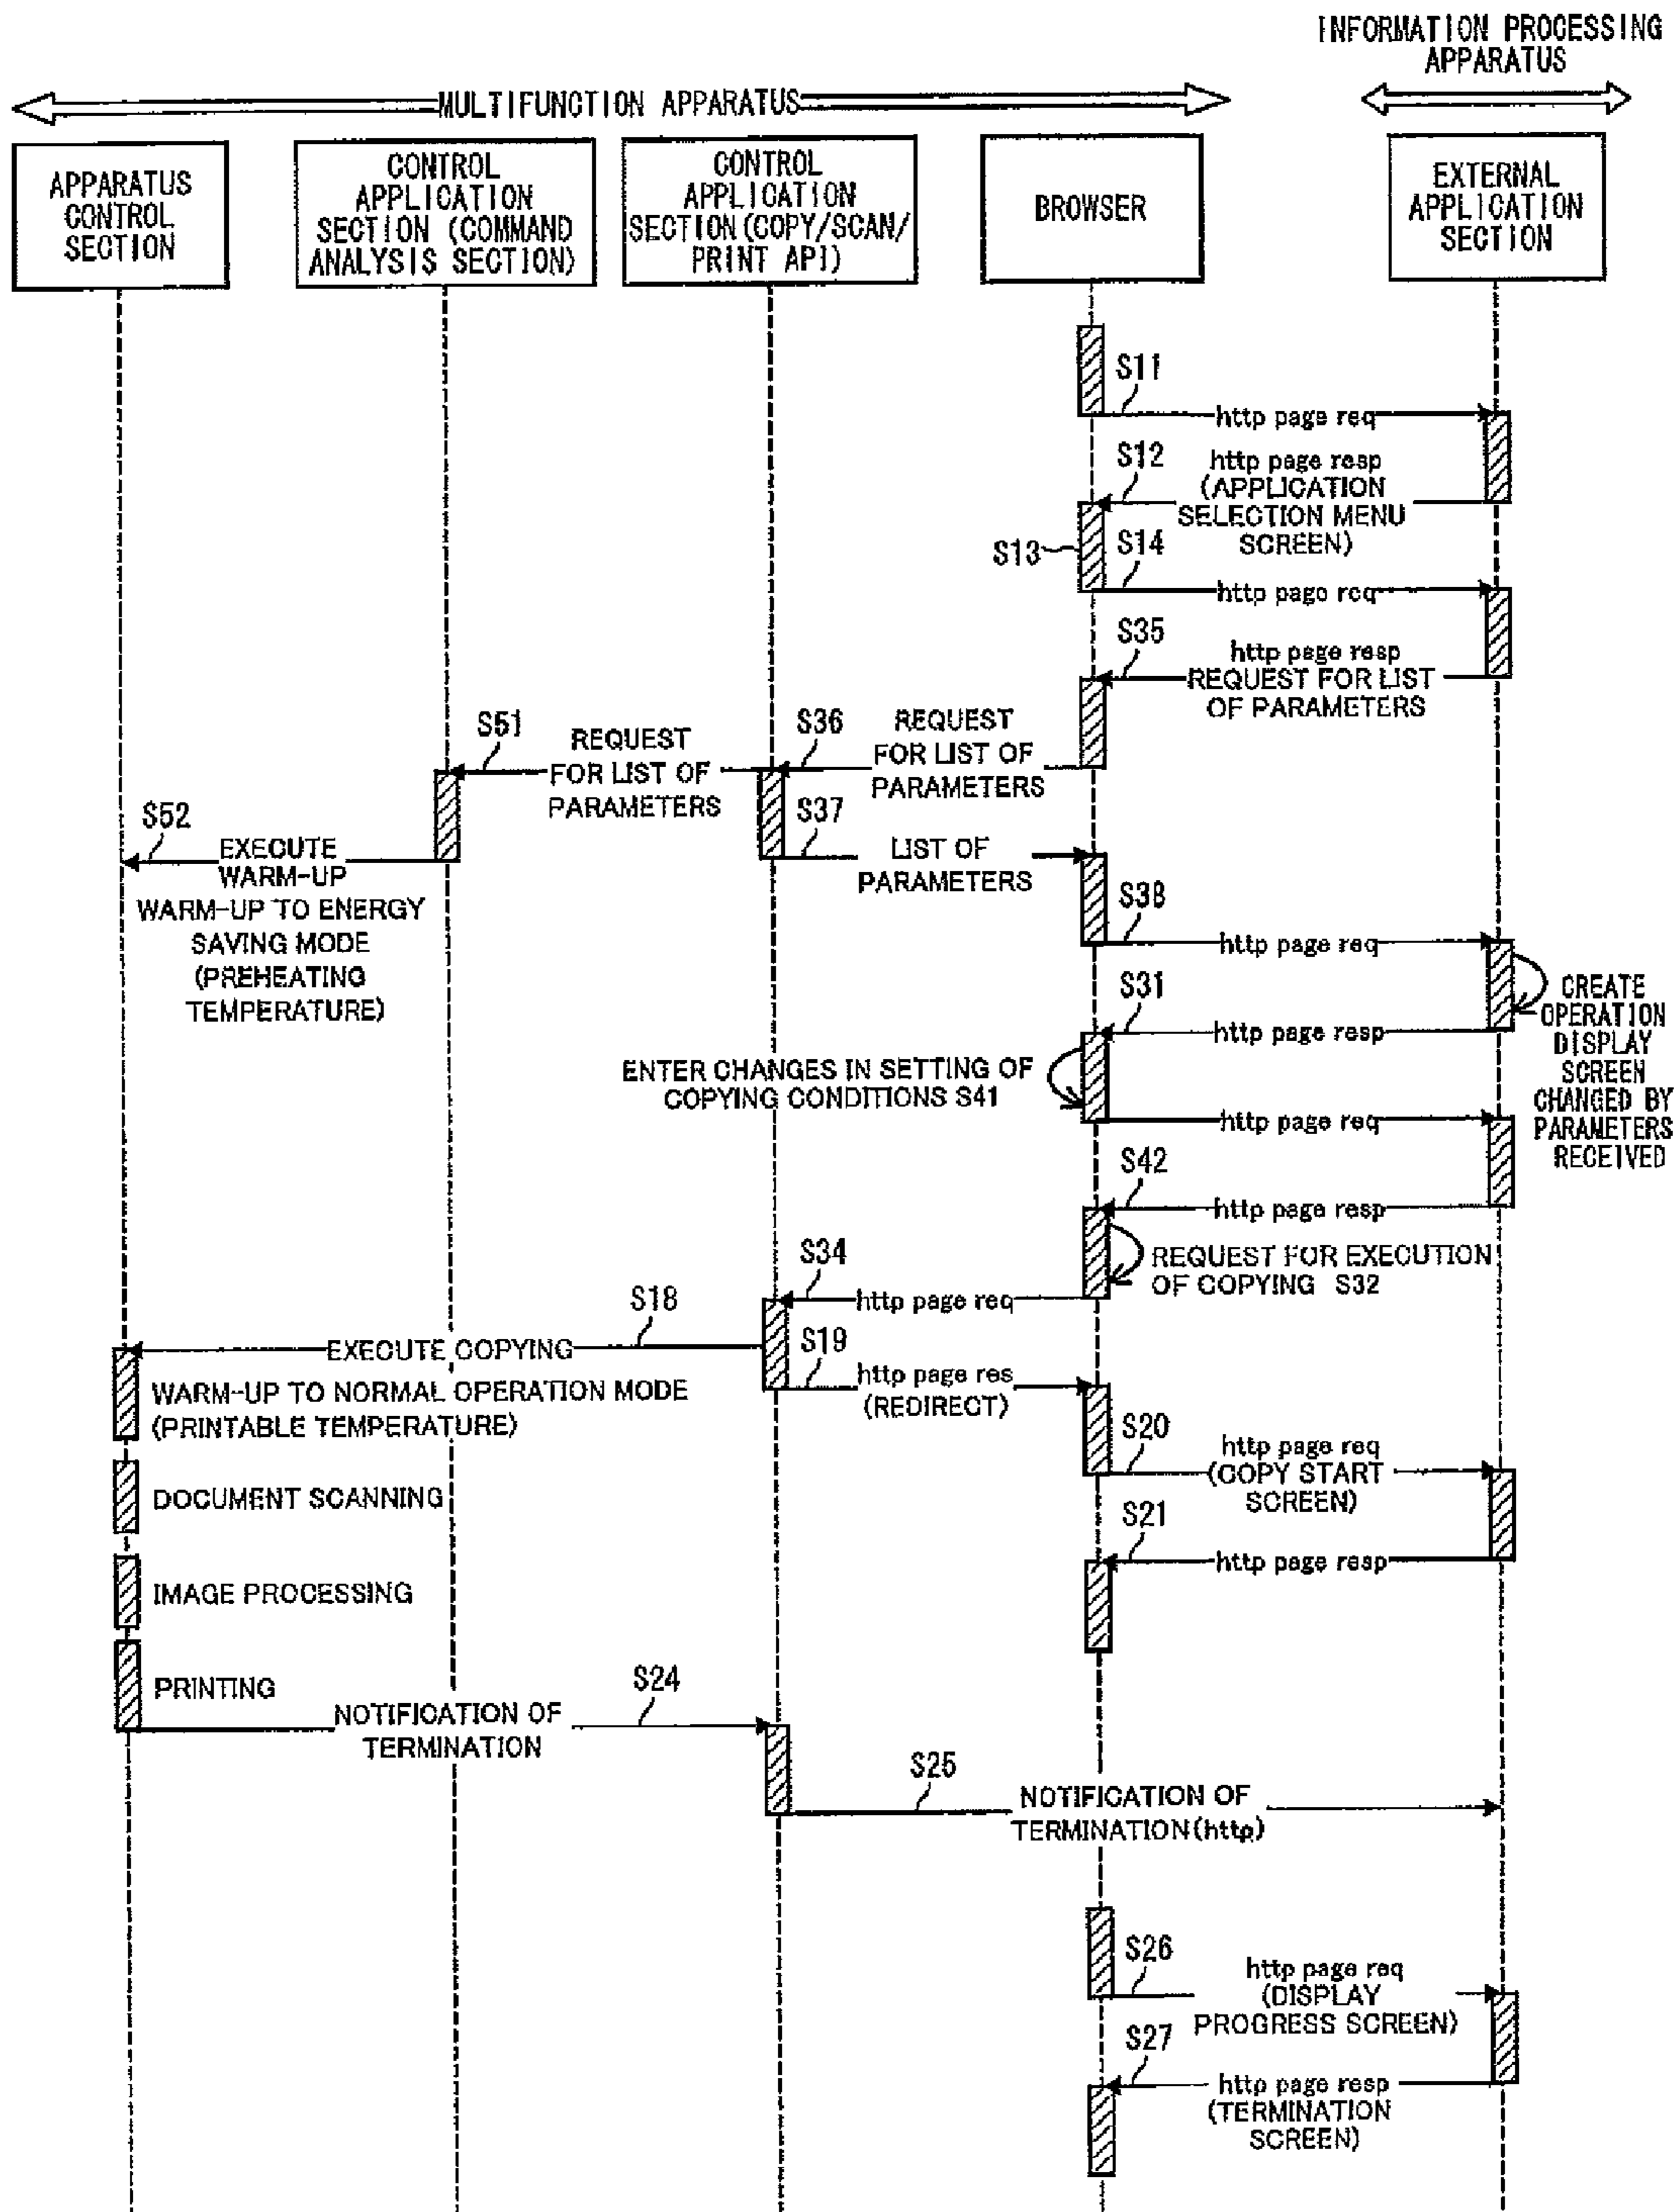 INFORMATION PROCESSING
APPARATUS
MULTIFUNCTION APPARATUS
APPARATUS
CONTROL
SECTION
CONTROL
APPLICATION
SECTION (COMMAND
ANALYSIS SECTION)
CONTROL
APPLICATION
SECTION (COPY/SCAN/
PRINT API)
BROWSER
EXTERNAL
APPLICATION
SECTION
S11
http page req
S12
http page resp
(APPLICATION
SELECTION MENU
SCREEN)
S13
S14
http page req
S35
http page resp
REQUEST FOR LIST
OF PARAMETERS
S36
REQUEST
FOR LIST OF
PARAMETERS
S51
REQUEST
FOR LIST OF
PARAMETERS
S52
EXECUTE
WARM-UP
WARM-UP TO ENERGY
SAVING MODE
(PREHEATING
TEMPERATURE)
S37
LIST OF
PARAMETERS
S38
http page req
CREATE
OPERATION
DISPLAY
SCREEN
CHANGED BY
PARAMETERS
RECEIVED
S31
http page resp
ENTER CHANGES IN SETTING OF
COPYING CONDITIONS S41
http page req
S42
http page resp
REQUEST FOR EXECUTION
OF COPYING S32
S34
http page req
S18
EXECUTE COPYING
S19
http page res
(REDIRECT)
WARM-UP TO NORMAL OPERATION MODE
(PRINTABLE TEMPERATURE)
S20
http page req
(COPY START
SCREEN)
DOCUMENT SCANNING
S21
http page resp
IMAGE PROCESSING
PRINTING
S24
NOTIFICATION OF
TERMINATION
S25
NOTIFICATION OF
TERMINATION(http)
S26
http page req
(DISPLAY
PROGRESS SCREEN)
S27
http page resp
(TERMINATION
SCREEN)